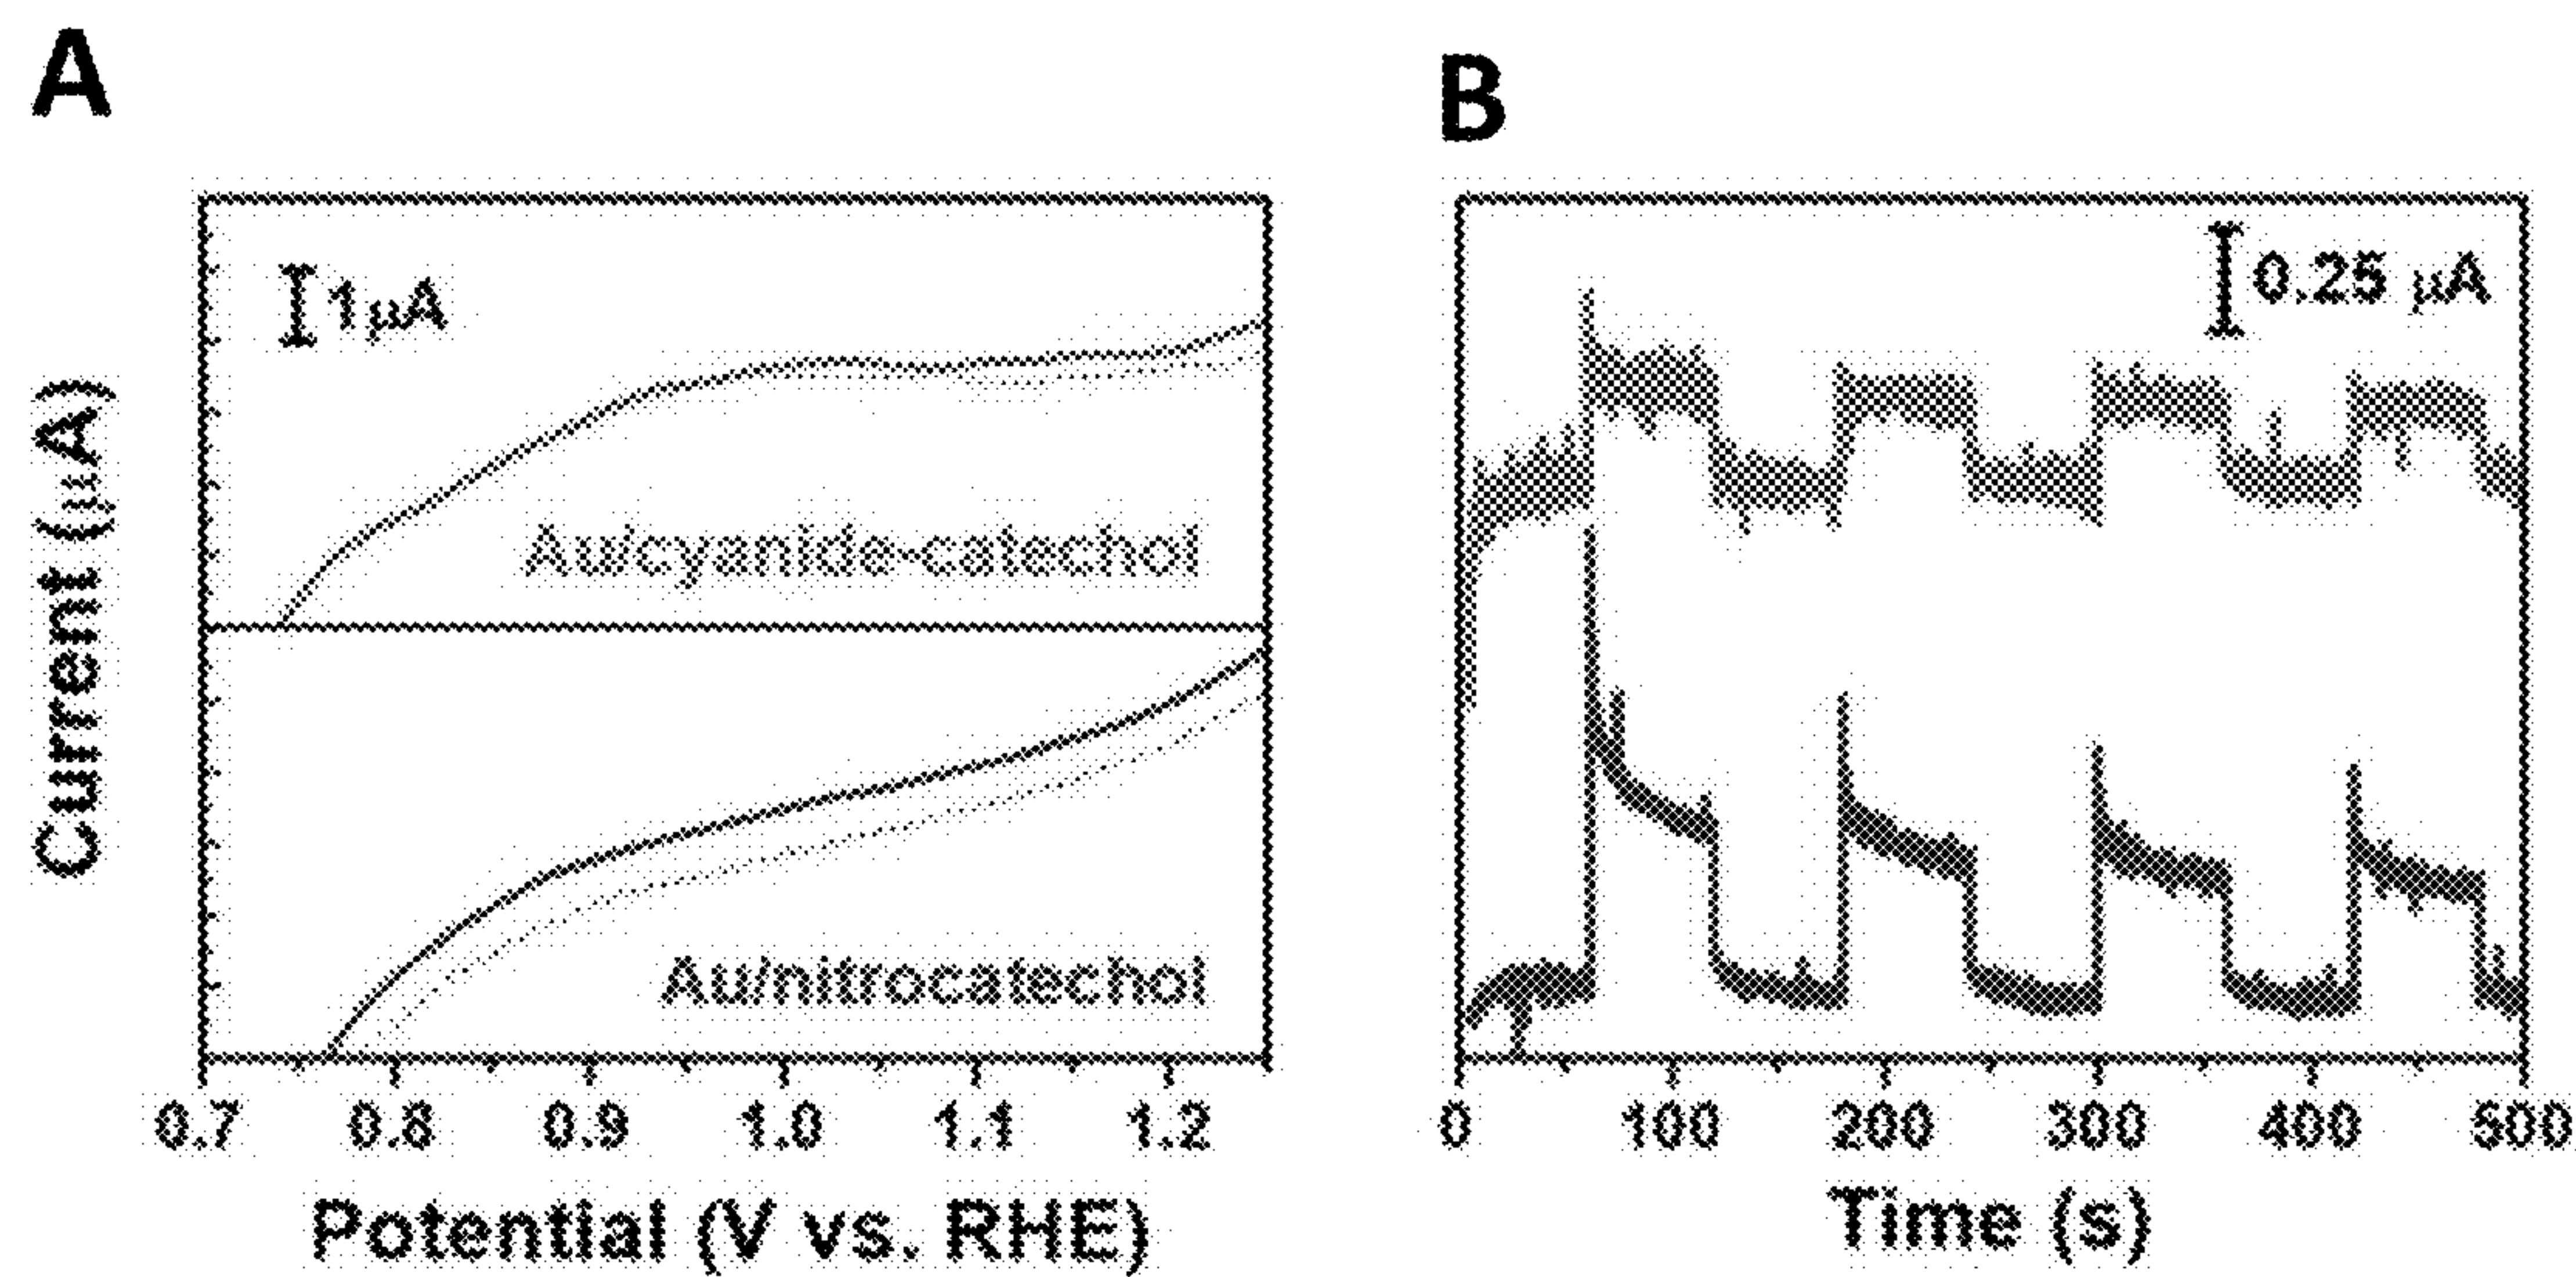 A
B
1 µA
0.25 µA
Au/cyanide-catechol
Au/nitrocatechol
Current (µA)
0.7 0.8 0.9 1.0 1.1 1.2
0 100 200 300 400 500
Potential (V vs. RHE)
Time (s)